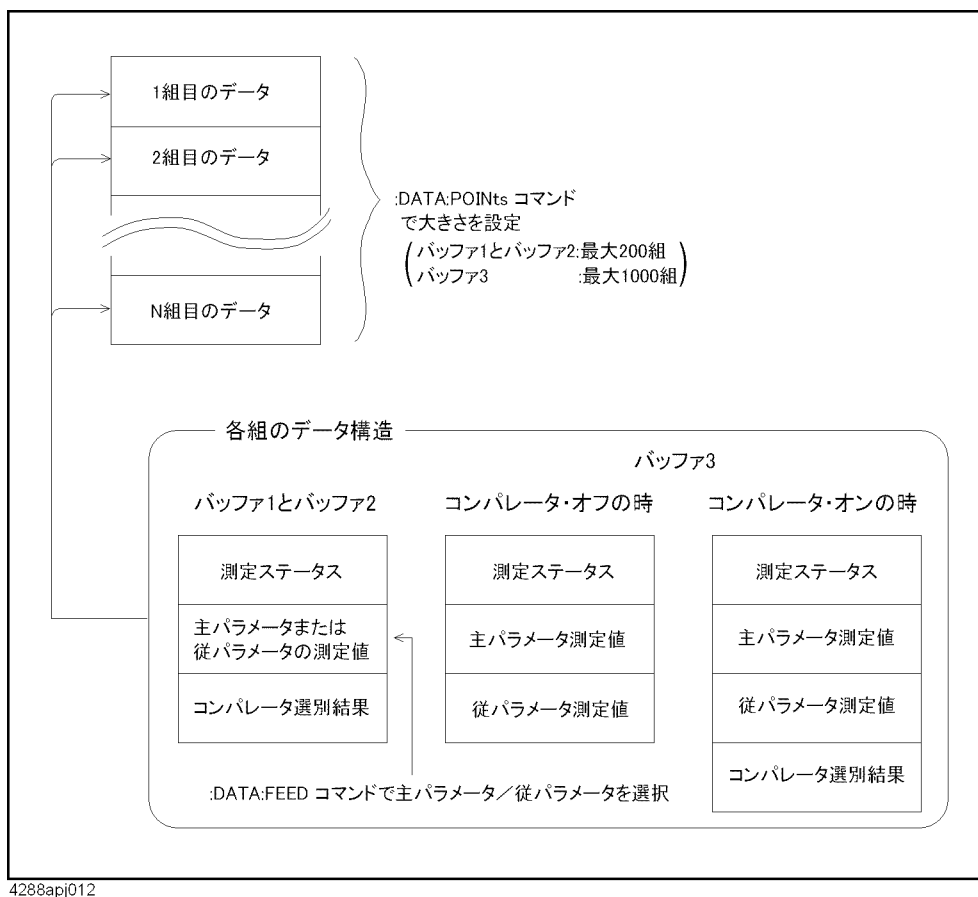 1組目のデータ
2組目のデータ
N組目のデータ
:DATA:POINts コマンド
で大きさを設定
(バッファ1とバッファ2:最大200組
バッファ3 :最大1000組)
各組のデータ構造
バッファ3
バッファ1とバッファ2
コンパレータ・オフの時
コンパレータ・オンの時
測定ステータス
主パラメータまたは
従パラメータの測定値
コンパレータ選別結果
測定ステータス
主パラメータ測定値
従パラメータ測定値
測定ステータス
主パラメータ測定値
従パラメータ測定値
コンパレータ選別結果
:DATA:FEED コマンドで主パラメータ／従パラメータを選択
4288apj012